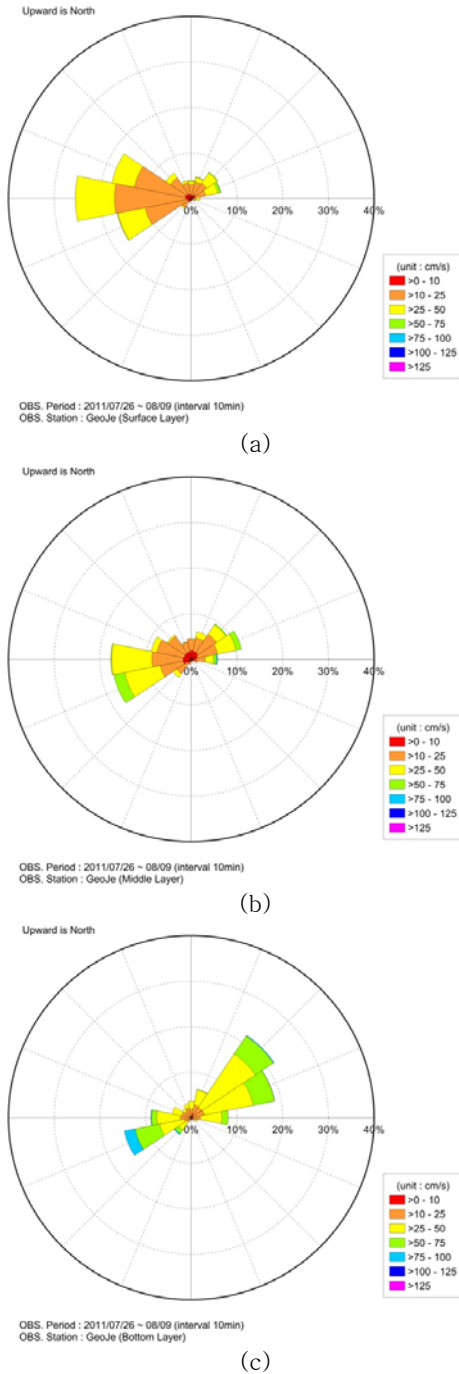 Upward is North
0% 10% 20% 30% 40%
(unit : cm/s)
>0 - 10
>10 - 25
>25 - 50
>50 - 75
>75 - 100
>100 - 125
>125
OBS. Period : 2011/07/26 ~ 08/09 (interval 10min)
OBS. Station : GeoJe (Surface Layer)
(a)
Upward is North
0% 10% 20% 30% 40%
(unit : cm/s)
>0 - 10
>10 - 25
>25 - 50
>50 - 75
>75 - 100
>100 - 125
>125
OBS. Period : 2011/07/26 ~ 08/09 (interval 10min)
OBS. Station : GeoJe (Middle Layer)
(b)
Upward is North
0% 10% 20% 30% 40%
(unit : cm/s)
>0 - 10
>10 - 25
>25 - 50
>50 - 75
>75 - 100
>100 - 125
>125
OBS. Period : 2011/07/26 ~ 08/09 (interval 10min)
OBS. Station : GeoJe (Bottom Layer)
(c)